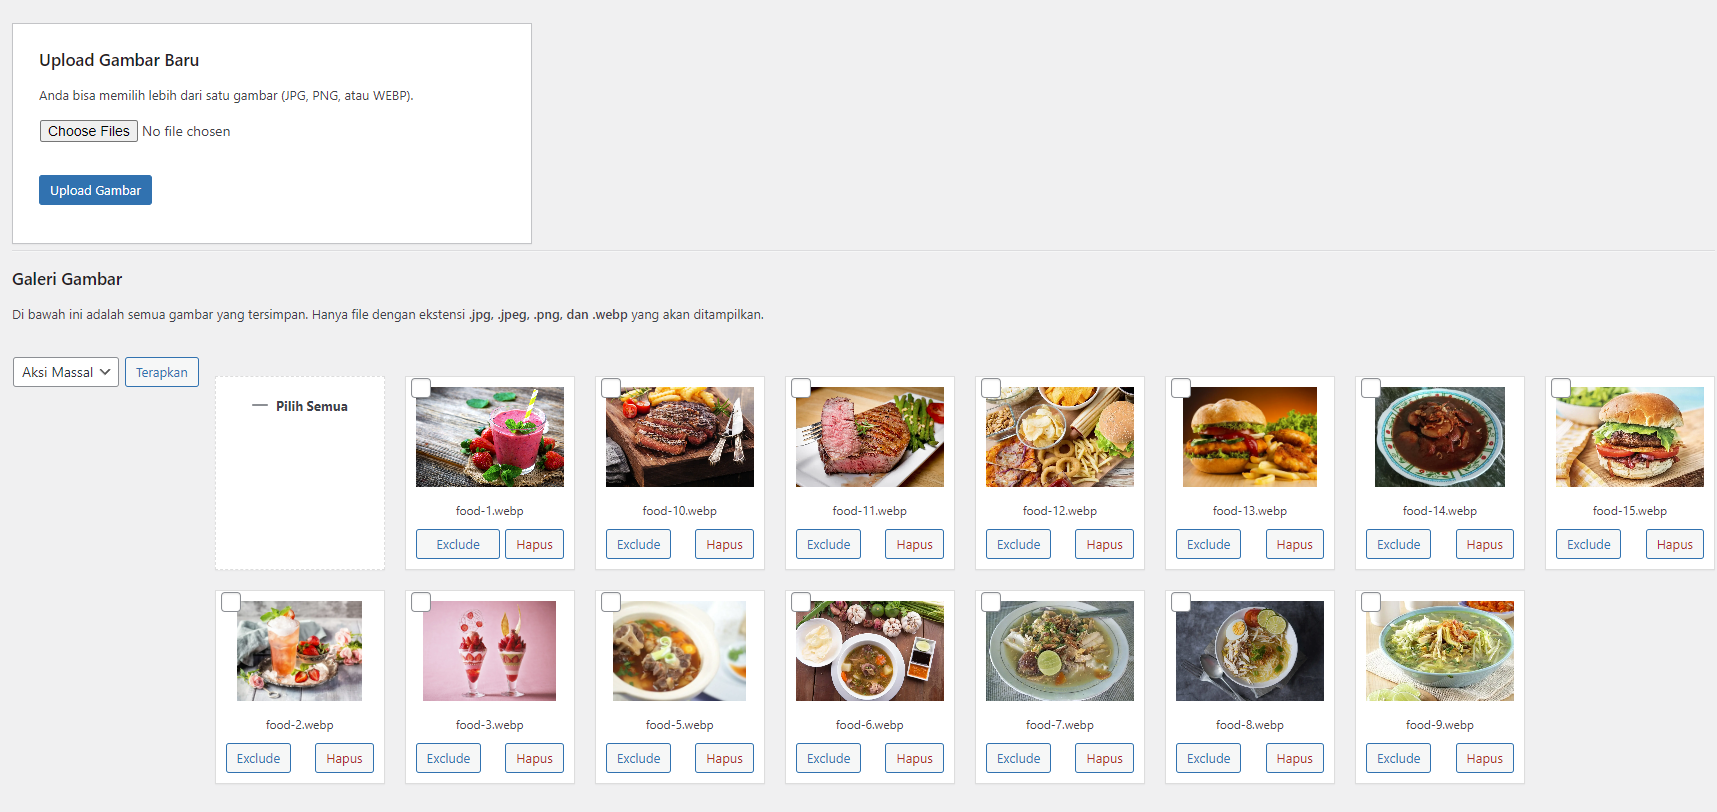 Upload Gambar Baru
Anda bisa memilih lebih dari satu gambar (JPG, PNG, atau WEBP).
Choose Files No file chosen
Upload Gambar
Galeri Gambar
Di bawah ini adalah semua gambar yang tersimpan. Hanya file dengan ekstensi .jpg, .jpeg, .png, dan .webp yang akan ditampilkan.
Aksi Massal Terapkan
Pilih Semua
food-1.webp food-10.webp food-11.webp food-12.webp food-13.webp food-14.webp food-15.webp
Exclude Hapus Exclude Hapus Exclude Hapus Exclude Hapus Exclude Hapus Exclude Hapus Exclude Hapus
food-2.webp food-3.webp food-5.webp food-6.webp food-7.webp food-8.webp food-9.webp
Exclude Hapus Exclude Hapus Exclude Hapus Exclude Hapus Exclude Hapus Exclude Hapus Exclude Hapus